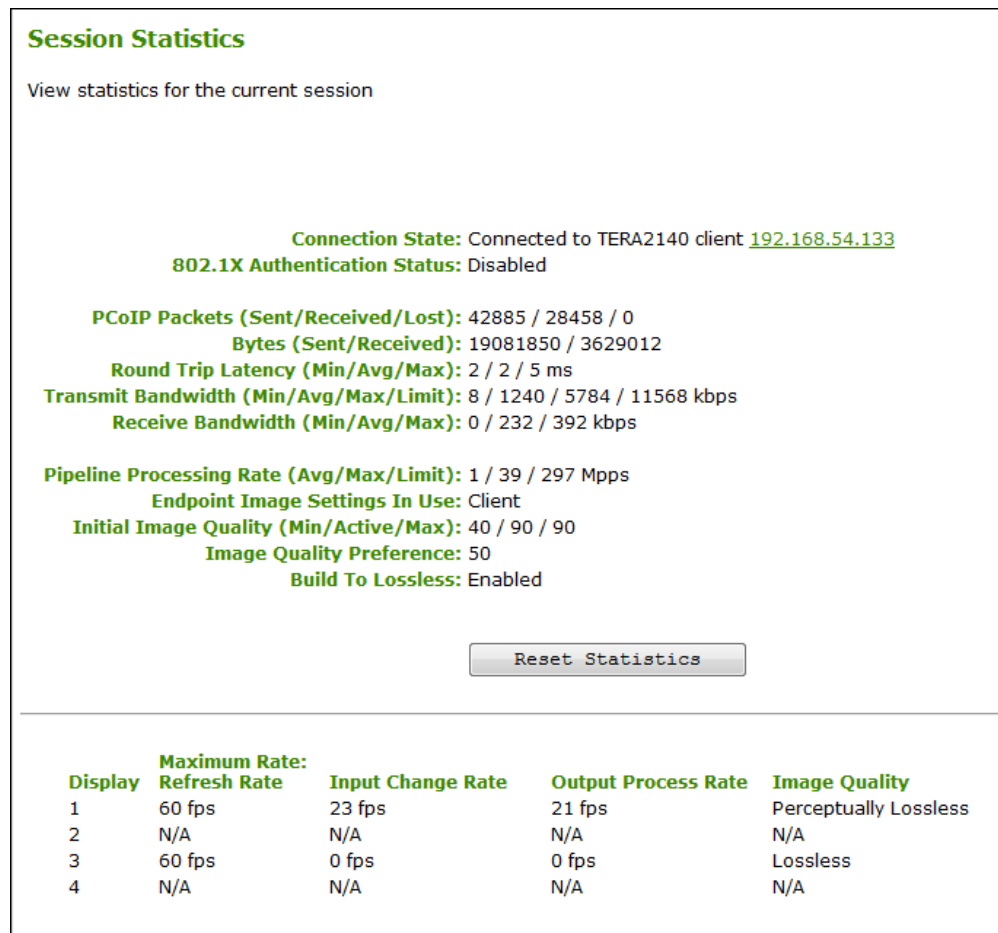 Session Statistics
View statistics for the current session
Connection State: Connected to TERA2140 client 192.168.54.133
802.1X Authentication Status: Disabled
PCoIP Packets (Sent/Received/Lost): 42885 / 28458 / 0
Bytes (Sent/Received): 19081850 / 3629012
Round Trip Latency (Min/Avg/Max): 2 / 2 / 5 ms
Transmit Bandwidth (Min/Avg/Max/Limit): 8 / 1240 / 5784 / 11568 kbps
Receive Bandwidth (Min/Avg/Max): 0 / 232 / 392 kbps
Pipeline Processing Rate (Avg/Max/Limit): 1 / 39 / 297 Mpps
Endpoint Image Settings In Use: Client
Initial Image Quality (Min/Active/Max): 40 / 90 / 90
Image Quality Preference: 50
Build To Lossless: Enabled
Reset Statistics
Maximum Rate:
Display Refresh Rate Input Change Rate Output Process Rate Image Quality
1 60 fps 23 fps 21 fps Perceptually Lossless
2 N/A N/A N/A N/A
3 60 fps 0 fps 0 fps Lossless
4 N/A N/A N/A N/A